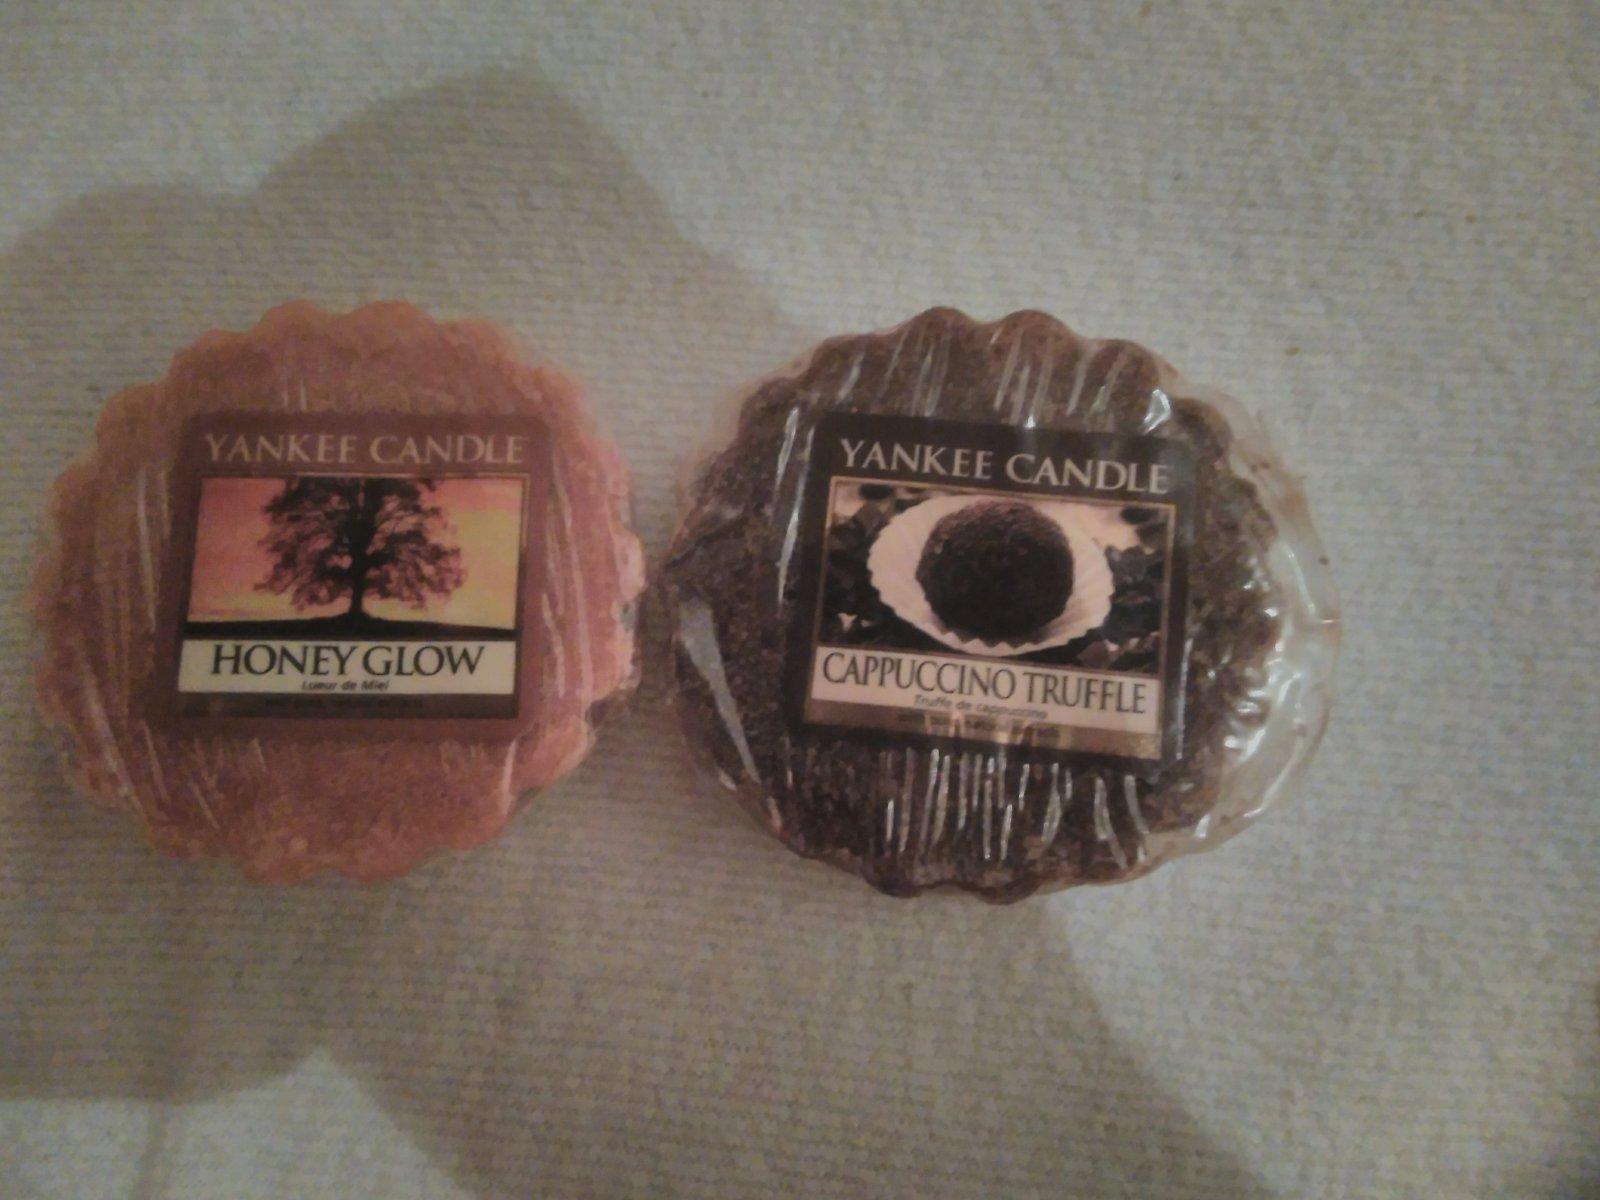 YANKEE CANDLE
HONEY GLOW
Lueur de Miel
YANKEE CANDLE
CAPPUCCINO TRUFFLE
Truffe de cappuccino